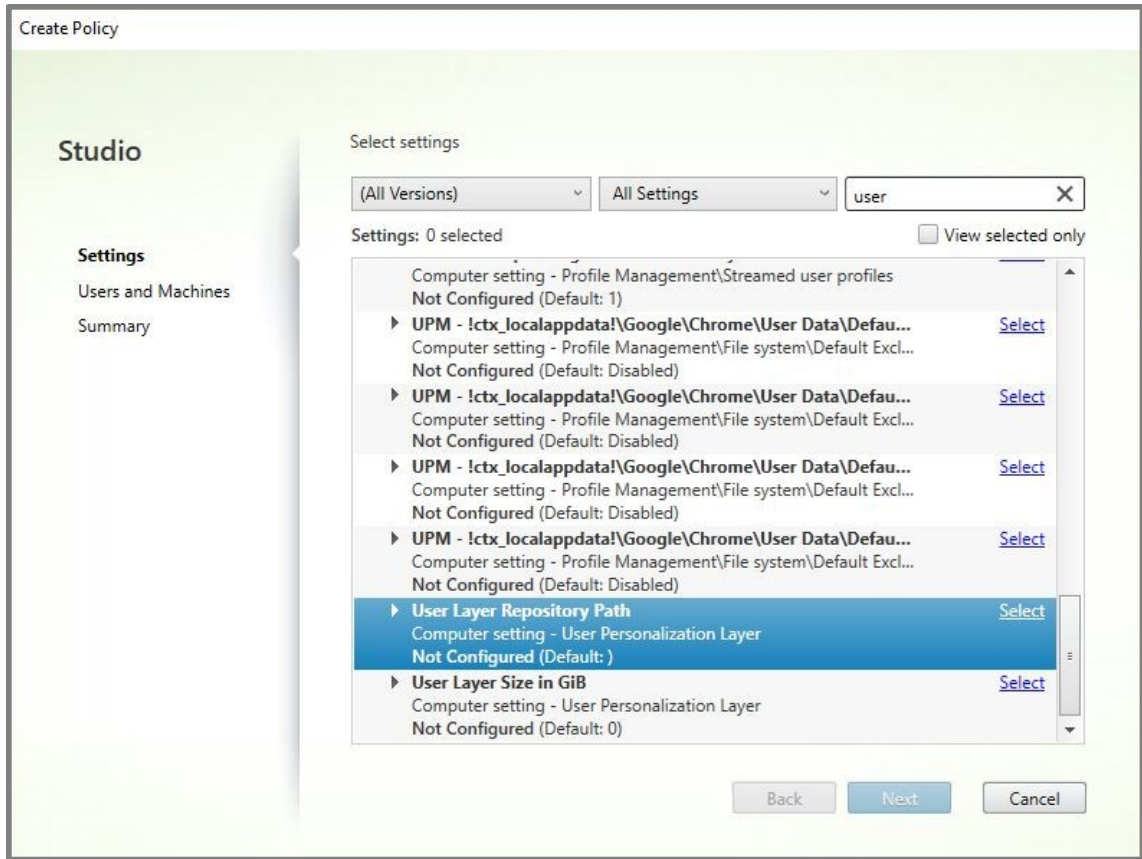 Create Policy
Studio
Settings
Users and Machines
Summary
Select settings
(All Versions)
All Settings
user
Settings: 0 selected
View selected only
Computer setting - Profile Management\Streamed user profiles
Not Configured (Default: 1)
UPM - !ctx_localappdata!\Google\Chrome\User Data\Defau... Select
Computer setting - Profile Management\File system\Default Excl...
Not Configured (Default: Disabled)
UPM - !ctx_localappdata!\Google\Chrome\User Data\Defau... Select
Computer setting - Profile Management\File system\Default Excl...
Not Configured (Default: Disabled)
UPM - !ctx_localappdata!\Google\Chrome\User Data\Defau... Select
Computer setting - Profile Management\File system\Default Excl...
Not Configured (Default: Disabled)
UPM - !ctx_localappdata!\Google\Chrome\User Data\Defau... Select
Computer setting - Profile Management\File system\Default Excl...
Not Configured (Default: Disabled)
User Layer Repository Path Select
Computer setting - User Personalization Layer
Not Configured (Default: )
User Layer Size in GiB Select
Computer setting - User Personalization Layer
Not Configured (Default: 0)
Back Next Cancel